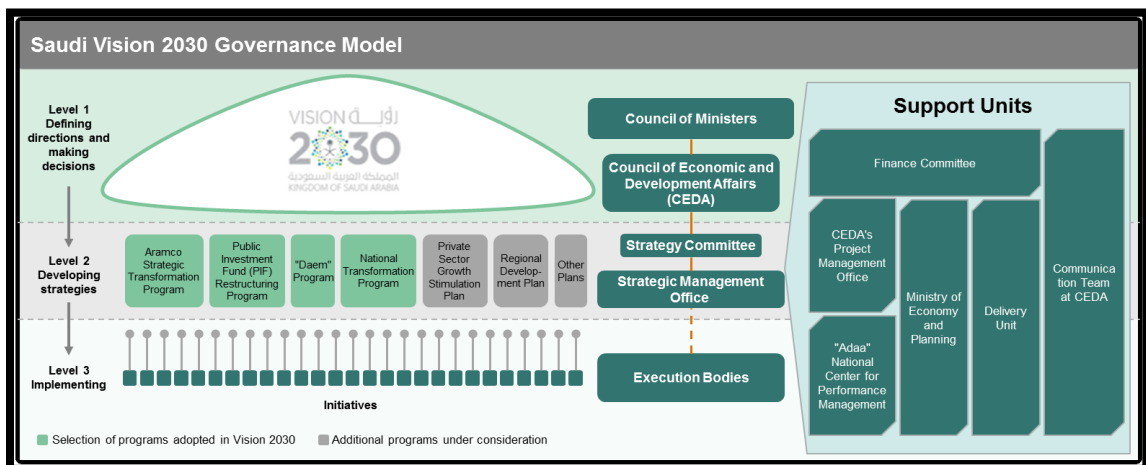 Saudi Vision 2030 Governance Model
Level 1
Defining
directions and
making
decisions
VISION رؤيــة
2030
المملكة العربية السعودية
KINGDOM OF SAUDI ARABIA
Council of Ministers
Council of Economic and
Development Affairs
(CEDA)
Level 2
Developing
strategies
Aramco
Strategic
Transformation
Program
Public
Investment
Fund (PIF)
Restructuring
Program
"Daem"
Program
National
Transformation
Program
Private
Sector
Growth
Stimulation
Plan
Regional
Develop-
ment Plan
Other
Plans
Strategy Committee
Strategic Management
Office
Level 3
Implementing
Initiatives
Execution Bodies
Selection of programs adopted in Vision 2030
Additional programs under consideration
Support Units
Finance Committee
CEDA's
Project
Management
Office
"Adaa"
National
Center for
Performance
Management
Ministry of
Economy
and
Planning
Delivery
Unit
Communica
tion Team
at CEDA